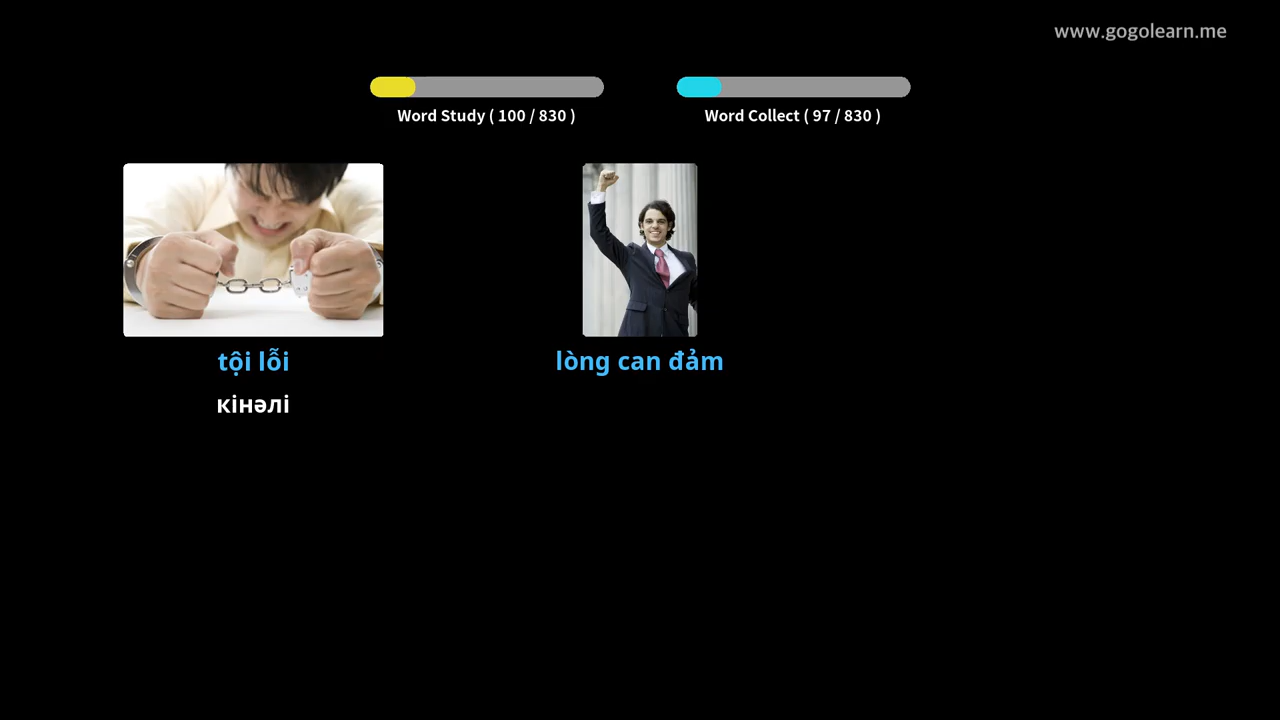 www.gogolearn.me
Word Study ( 100 / 830 )
Word Collect ( 97 / 830 )
tội lỗi
кінәлі
lòng can đảm